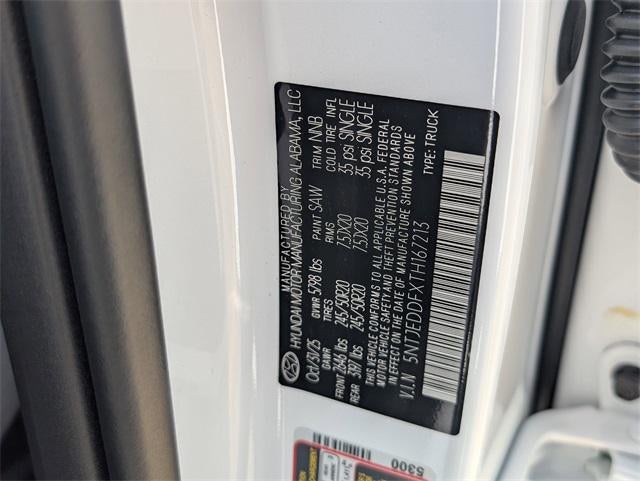 MANUFACTURED BY
HYUNDAI MOTOR MANUFACTURING ALABAMA, LLC
Oct/31/25 GVWR 5798 lbs PAINT SAW TRIM NNB
GAWR TIRES RIMS COLD TIRE INFL
FRONT 2646 lbs 245/50R20 7.5JX20 35 psi SINGLE
REAR 3197 lbs 245/50R20 7.5JX20 35 psi SINGLE
THIS VEHICLE CONFORMS TO ALL APPLICABLE U.S.A. FEDERAL
MOTOR VEHICLE SAFETY AND THEFT PREVENTION STANDARDS
IN EFFECT ON THE DATE OF MANUFACTURE SHOWN ABOVE
V.I.N 5NTJEDDFXTH167213 TYPE: TRUCK
5300